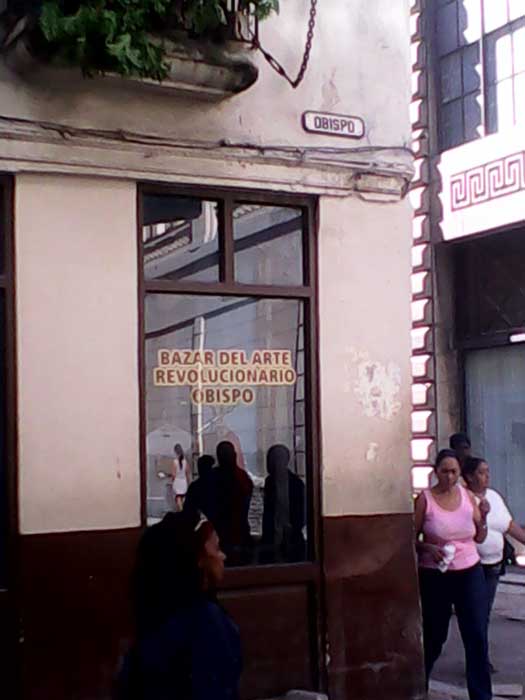 OBISPO
BAZAR DEL ARTE
REVOLUCIONARIO
OBISPO